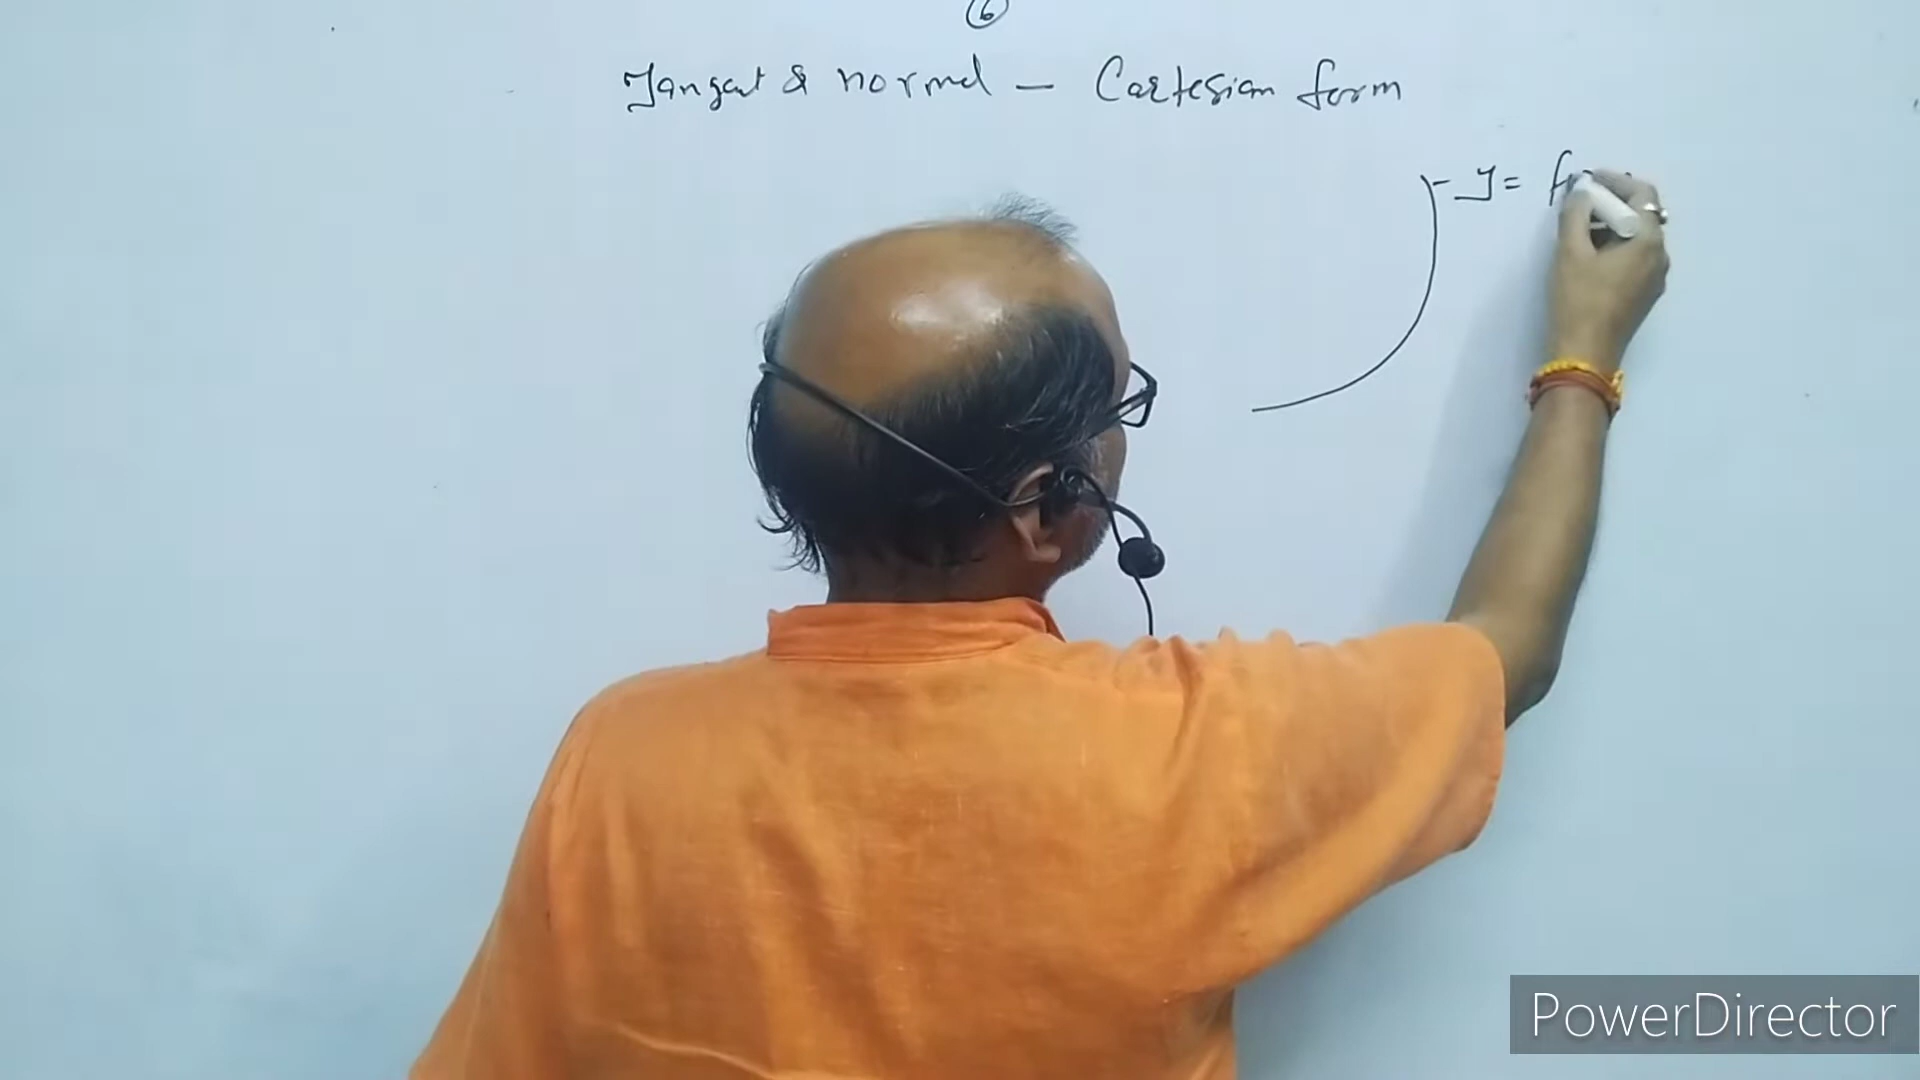 6
Tangent & normal — Cartesian form
y = f
PowerDirector